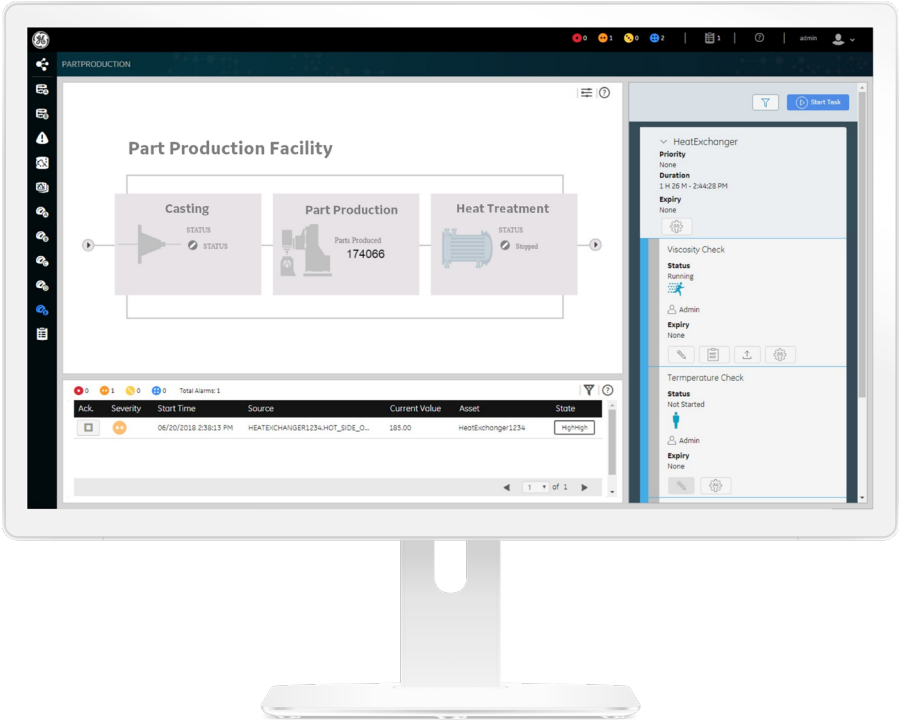 0 1 0 2 1 ? admin
PARTPRODUCTION
?
Part Production Facility
Casting
STATUS
STATUS
Part Production
Parts Produced
174066
Heat Treatment
STATUS
Stopped
0 1 0 0 Total Alarms: 1 ?
Ack. Severity Start Time Source Current Value Asset State
06/20/2018 2:38:13 PM HEATEXCHANGER1234.HOT_SIDE_O... 185.00 HeatExchanger1234 HighHigh
1 of 1
Start Task
HeatExchanger
Priority
None
Duration
1 H 26 M - 2:44:28 PM
Expiry
None
Viscosity Check
Status
Running
Admin
Expiry
None
Termperature Check
Status
Not Started
Admin
Expiry
None